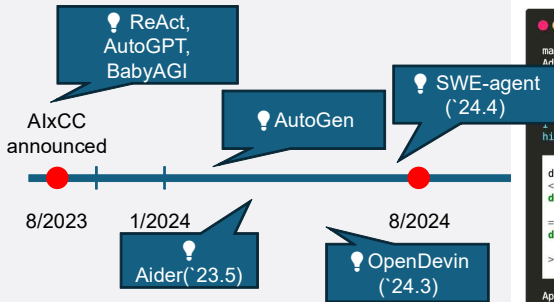 ReAct,
AutoGPT,
BabyAGI
AIxCC
announced
AutoGen
SWE-agent
(`24.4)
8/2023
1/2024
8/2024
Aider(`23.5)
OpenDevin
(`24.3)